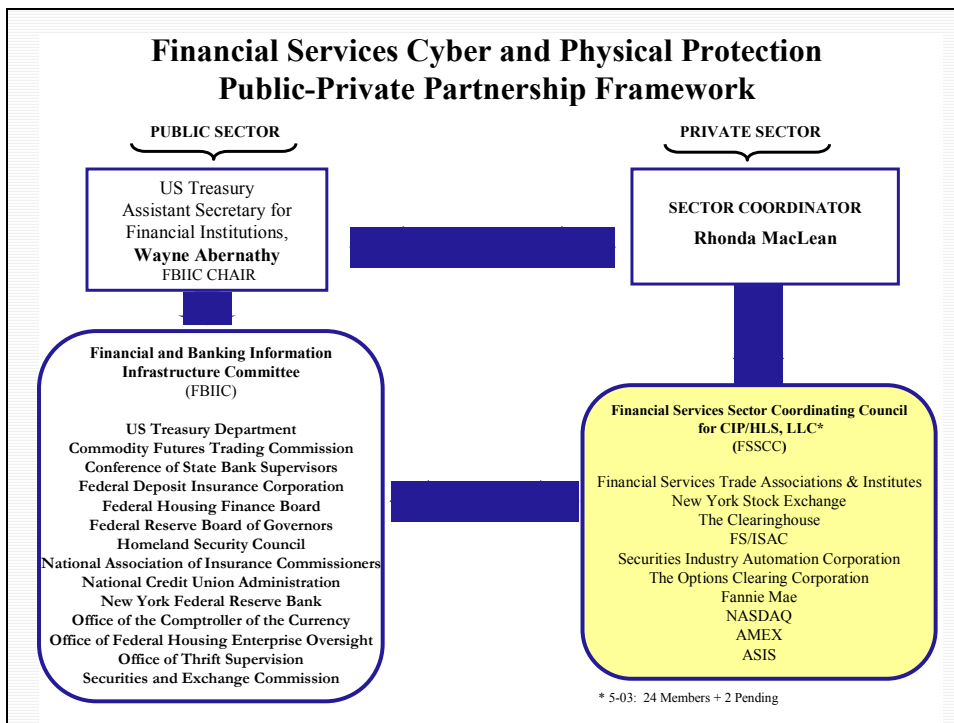 Financial Services Cyber and Physical Protection
Public-Private Partnership Framework
PUBLIC SECTOR
US Treasury
Assistant Secretary for
Financial Institutions,
Wayne Abernathy
FBIIC CHAIR
Financial and Banking Information
Infrastructure Committee
(FBIIC)
US Treasury Department
Commodity Futures Trading Commission
Conference of State Bank Supervisors
Federal Deposit Insurance Corporation
Federal Housing Finance Board
Federal Reserve Board of Governors
Homeland Security Council
National Association of Insurance Commissioners
National Credit Union Administration
New York Federal Reserve Bank
Office of the Comptroller of the Currency
Office of Federal Housing Enterprise Oversight
Office of Thrift Supervision
Securities and Exchange Commission
PRIVATE SECTOR
SECTOR COORDINATOR
Rhonda MacLean
Financial Services Sector Coordinating Council
for CIP/HLS, LLC*
(FSSCC)
Financial Services Trade Associations & Institutes
New York Stock Exchange
The Clearinghouse
FS/ISAC
Securities Industry Automation Corporation
The Options Clearing Corporation
Fannie Mae
NASDAQ
AMEX
ASIS
* 5-03: 24 Members + 2 Pending